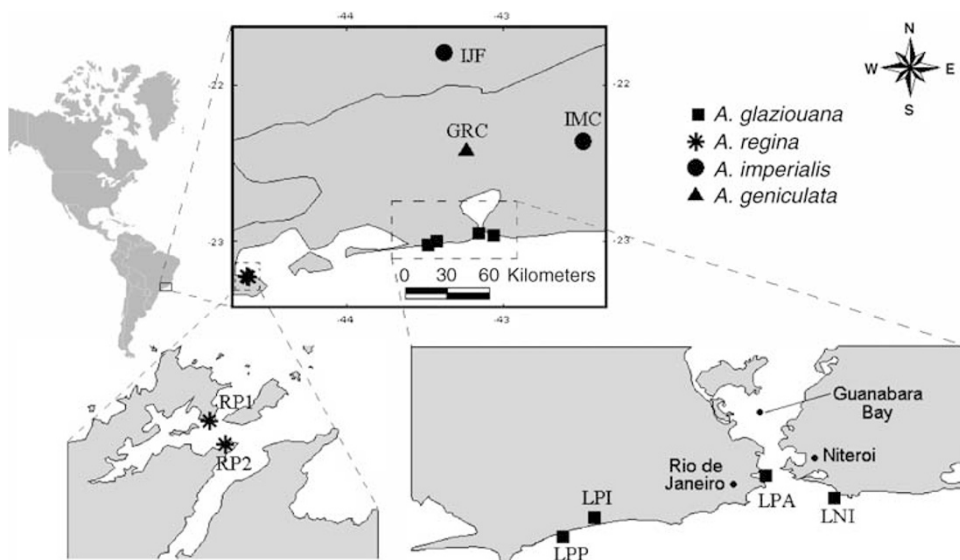 -44
-43
N
W
E
S
IJF
-22
-22
GRC
IMC
A. glaziouana
A. regina
A. imperialis
A. geniculata
-23
-23
0 30 60 Kilometers
-44
-43
RP1
RP2
Guanabara
Bay
Niteroi
Rio de
Janeiro
LPA
LNI
LPI
LPP